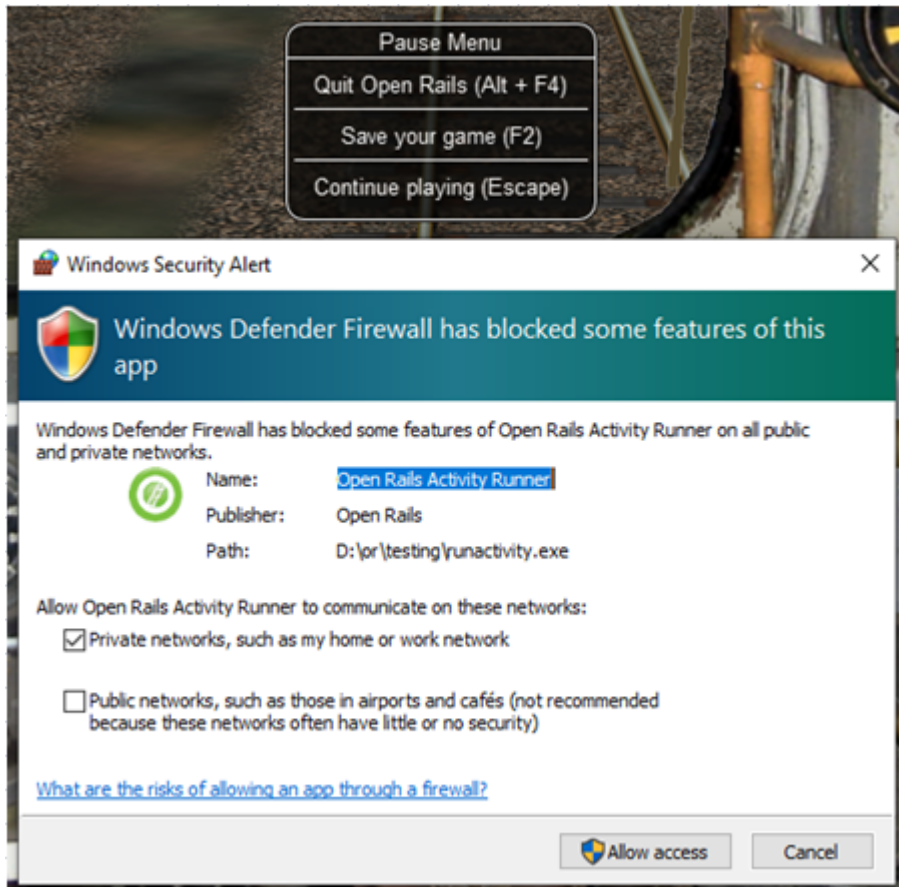 Pause Menu
Quit Open Rails (Alt + F4)
Save your game (F2)
Continue playing (Escape)
Windows Security Alert
Windows Defender Firewall has blocked some features of this
app
Windows Defender Firewall has blocked some features of Open Rails Activity Runner on all public
and private networks.
Name: Open Rails Activity Runner
Publisher: Open Rails
Path: D:\or\testing\runactivity.exe
Allow Open Rails Activity Runner to communicate on these networks:
Private networks, such as my home or work network
Public networks, such as those in airports and cafés (not recommended
because these networks often have little or no security)
What are the risks of allowing an app through a firewall?
Allow access
Cancel